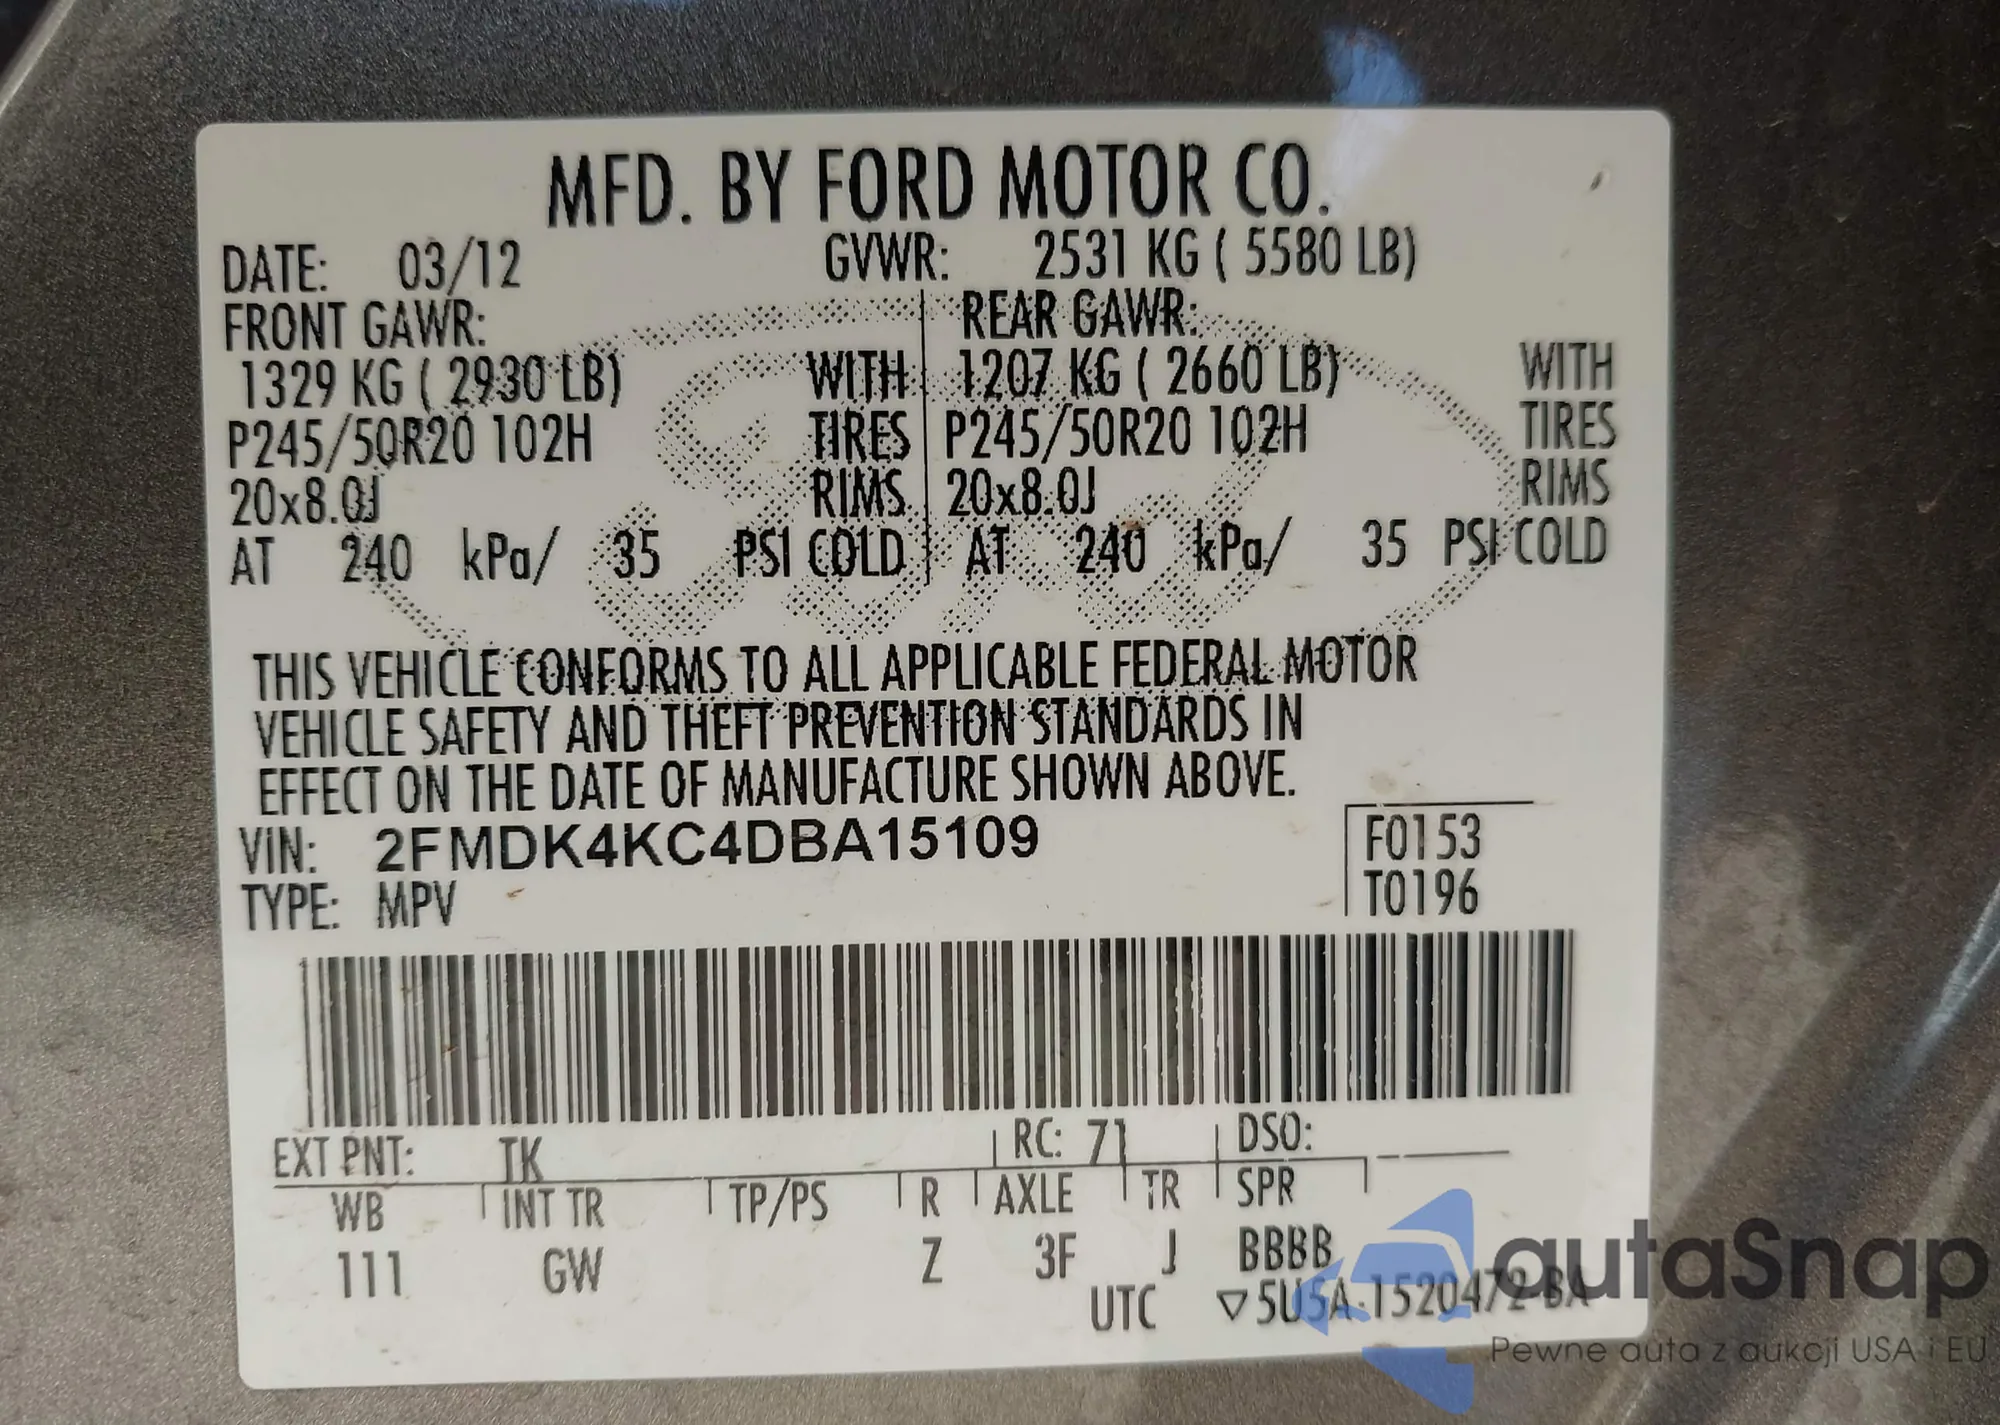 MFD. BY FORD MOTOR CO.
DATE: 03/12 GVWR: 2531 KG ( 5580 LB)
FRONT GAWR: REAR GAWR:
1329 KG ( 2930 LB) WITH 1207 KG ( 2660 LB) WITH
P245/50R20 102H TIRES P245/50R20 102H TIRES
20x8.0J RIMS 20x8.0J RIMS
AT 240 kPa/ 35 PSI COLD AT 240 kPa/ 35 PSI COLD
THIS VEHICLE CONFORMS TO ALL APPLICABLE FEDERAL MOTOR
VEHICLE SAFETY AND THEFT PREVENTION STANDARDS IN
EFFECT ON THE DATE OF MANUFACTURE SHOWN ABOVE.
VIN: 2FMDK4KC4DBA15109 F0153
TYPE: MPV T0196
EXT PNT: TK RC: 71 DSO:
WB INT TR TP/PS R AXLE TR SPR
111 GW Z 3F J BBBB
UTC ▽5U5A-1520472-BA
autaSnap
Pewne auta z aukcji USA i EU